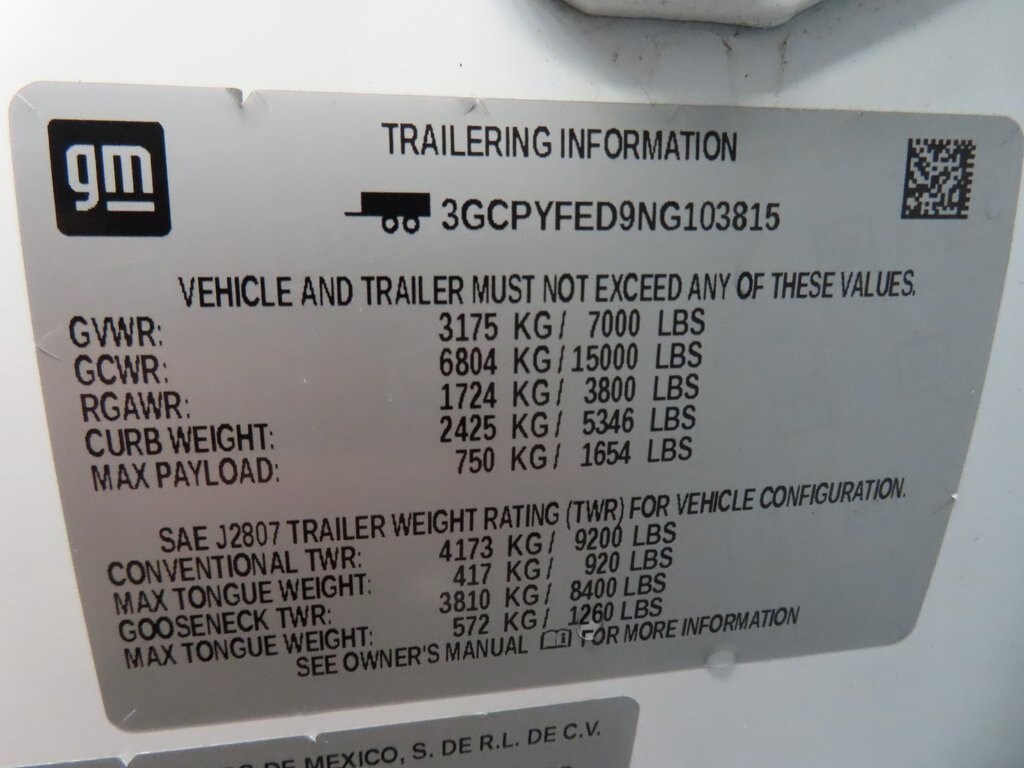 gm
TRAILERING INFORMATION
3GCPYFED9NG103815
VEHICLE AND TRAILER MUST NOT EXCEED ANY OF THESE VALUES.
GVWR: 3175 KG/ 7000 LBS
GCWR: 6804 KG/15000 LBS
RGAWR: 1724 KG/ 3800 LBS
CURB WEIGHT: 2425 KG/ 5346 LBS
MAX PAYLOAD: 750 KG/ 1654 LBS
SAE J2807 TRAILER WEIGHT RATING (TWR) FOR VEHICLE CONFIGURATION.
CONVENTIONAL TWR: 4173 KG/ 9200 LBS
MAX TONGUE WEIGHT: 417 KG/ 920 LBS
GOOSENECK TWR: 3810 KG/ 8400 LBS
MAX TONGUE WEIGHT: 572 KG/ 1260 LBS
SEE OWNER'S MANUAL FOR MORE INFORMATION
DE MEXICO, S. DE R.L. DE C.V.